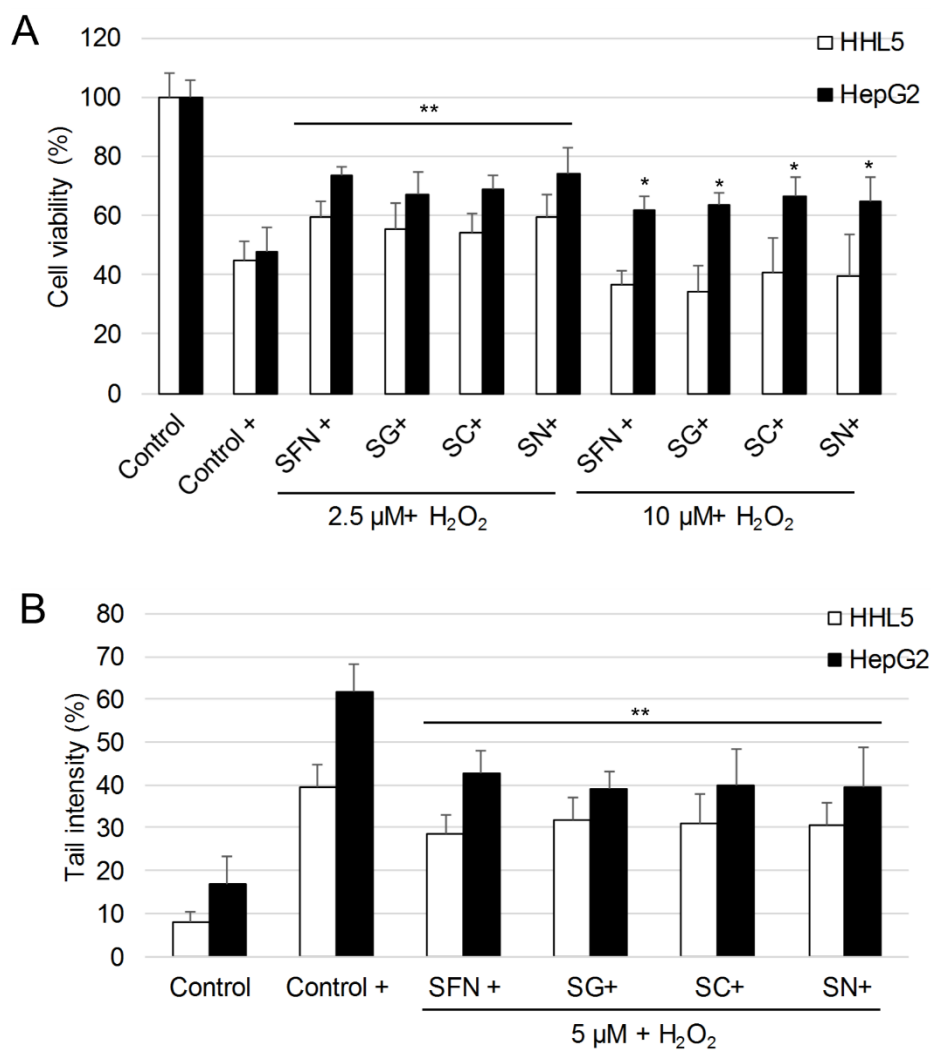 A
HHL5
HepG2
Cell viability (%)
120
100
80
60
40
20
0
**
* * * *
Control Control + SFN + SG+ SC+ SN+ SFN + SG+ SC+ SN+
2.5 µM+ H₂O₂ 10 µM+ H₂O₂
B
HHL5
HepG2
Tail intensity (%)
80
70
60
50
40
30
20
10
0
**
Control Control + SFN + SG+ SC+ SN+
5 µM + H₂O₂